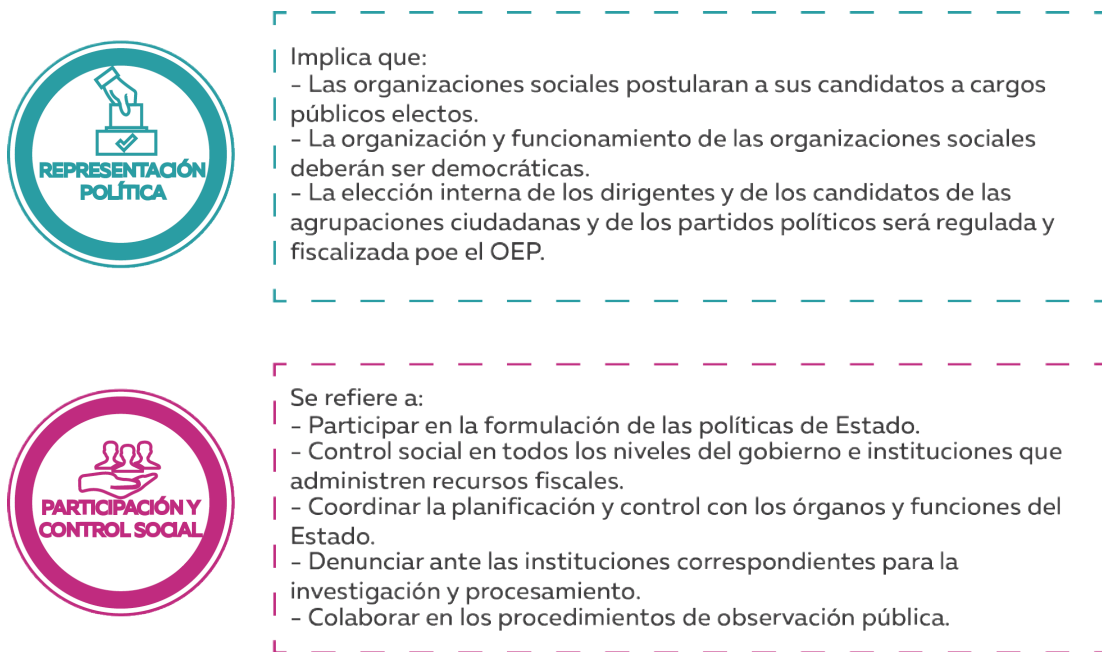 REPRESENTACIÓN
POLÍTICA
Implica que:
- Las organizaciones sociales postularan a sus candidatos a cargos
públicos electos.
- La organización y funcionamiento de las organizaciones sociales
deberán ser democráticas.
- La elección interna de los dirigentes y de los candidatos de las
agrupaciones ciudadanas y de los partidos políticos será regulada y
fiscalizada poe el OEP.
PARTICIPACIÓN Y
CONTROL SOCIAL
Se refiere a:
- Participar en la formulación de las políticas de Estado.
- Control social en todos los niveles del gobierno e instituciones que
administren recursos fiscales.
- Coordinar la planificación y control con los órganos y funciones del
Estado.
- Denunciar ante las instituciones correspondientes para la
investigación y procesamiento.
- Colaborar en los procedimientos de observación pública.